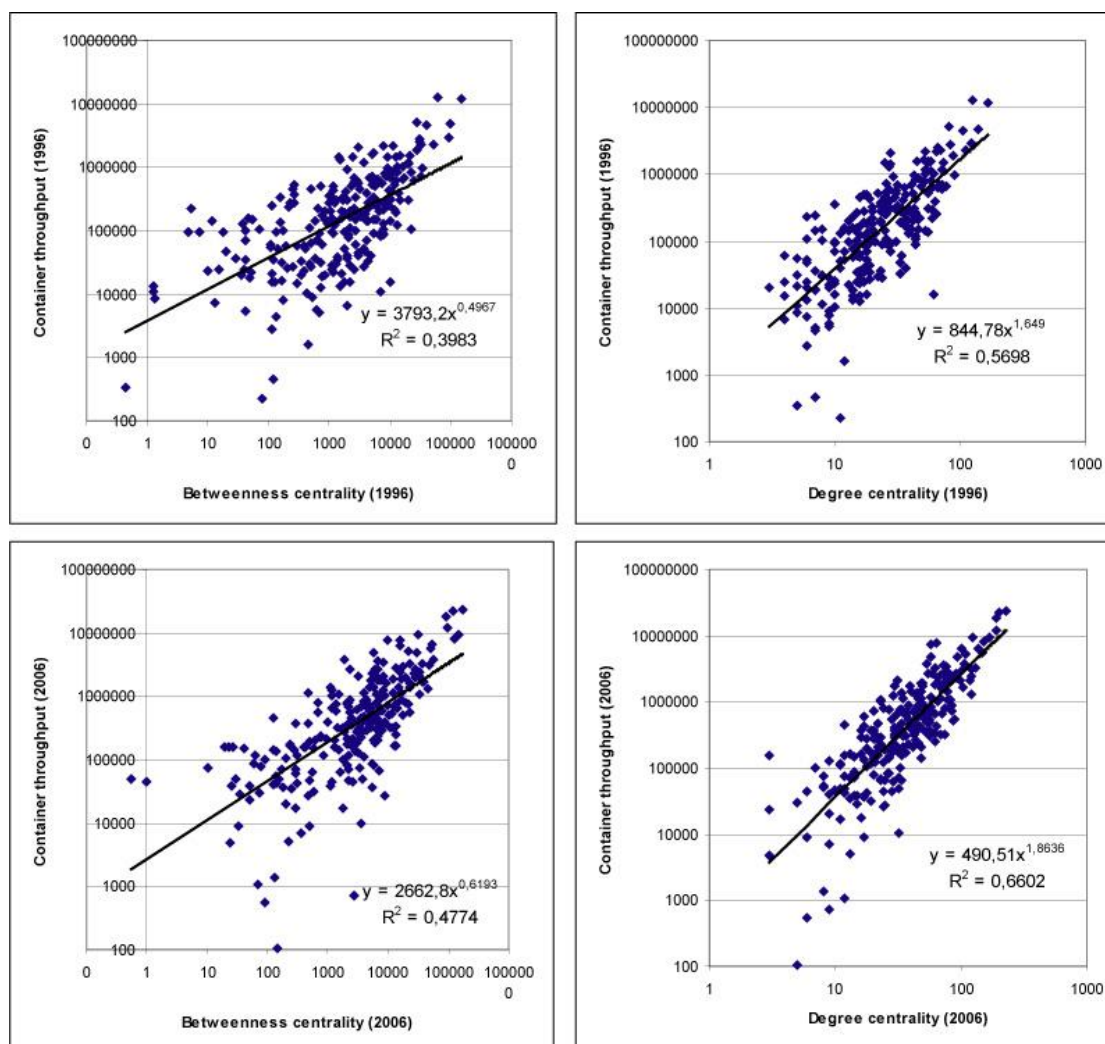 100000000
10000000
1000000
100000
10000
1000
100
0 1 10 100 1000 10000 100000 100000
0
Container throughput (1996)
Betweenness centrality (1996)
y = 3793,2x^0,4967
R² = 0,3983
100000000
10000000
1000000
100000
10000
1000
100
1 10 100 1000
Container throughput (1996)
Degree centrality (1996)
y = 844,78x^1,649
R² = 0,5698
100000000
10000000
1000000
100000
10000
1000
100
0 1 10 100 1000 10000 100000 100000
0
Container throughput (2006)
Betweenness centrality (2006)
y = 2662,8x^0,6193
R² = 0,4774
100000000
10000000
1000000
100000
10000
1000
100
1 10 100 1000
Container throughput (2006)
Degree centrality (2006)
y = 490,51x^1,8636
R² = 0,6602